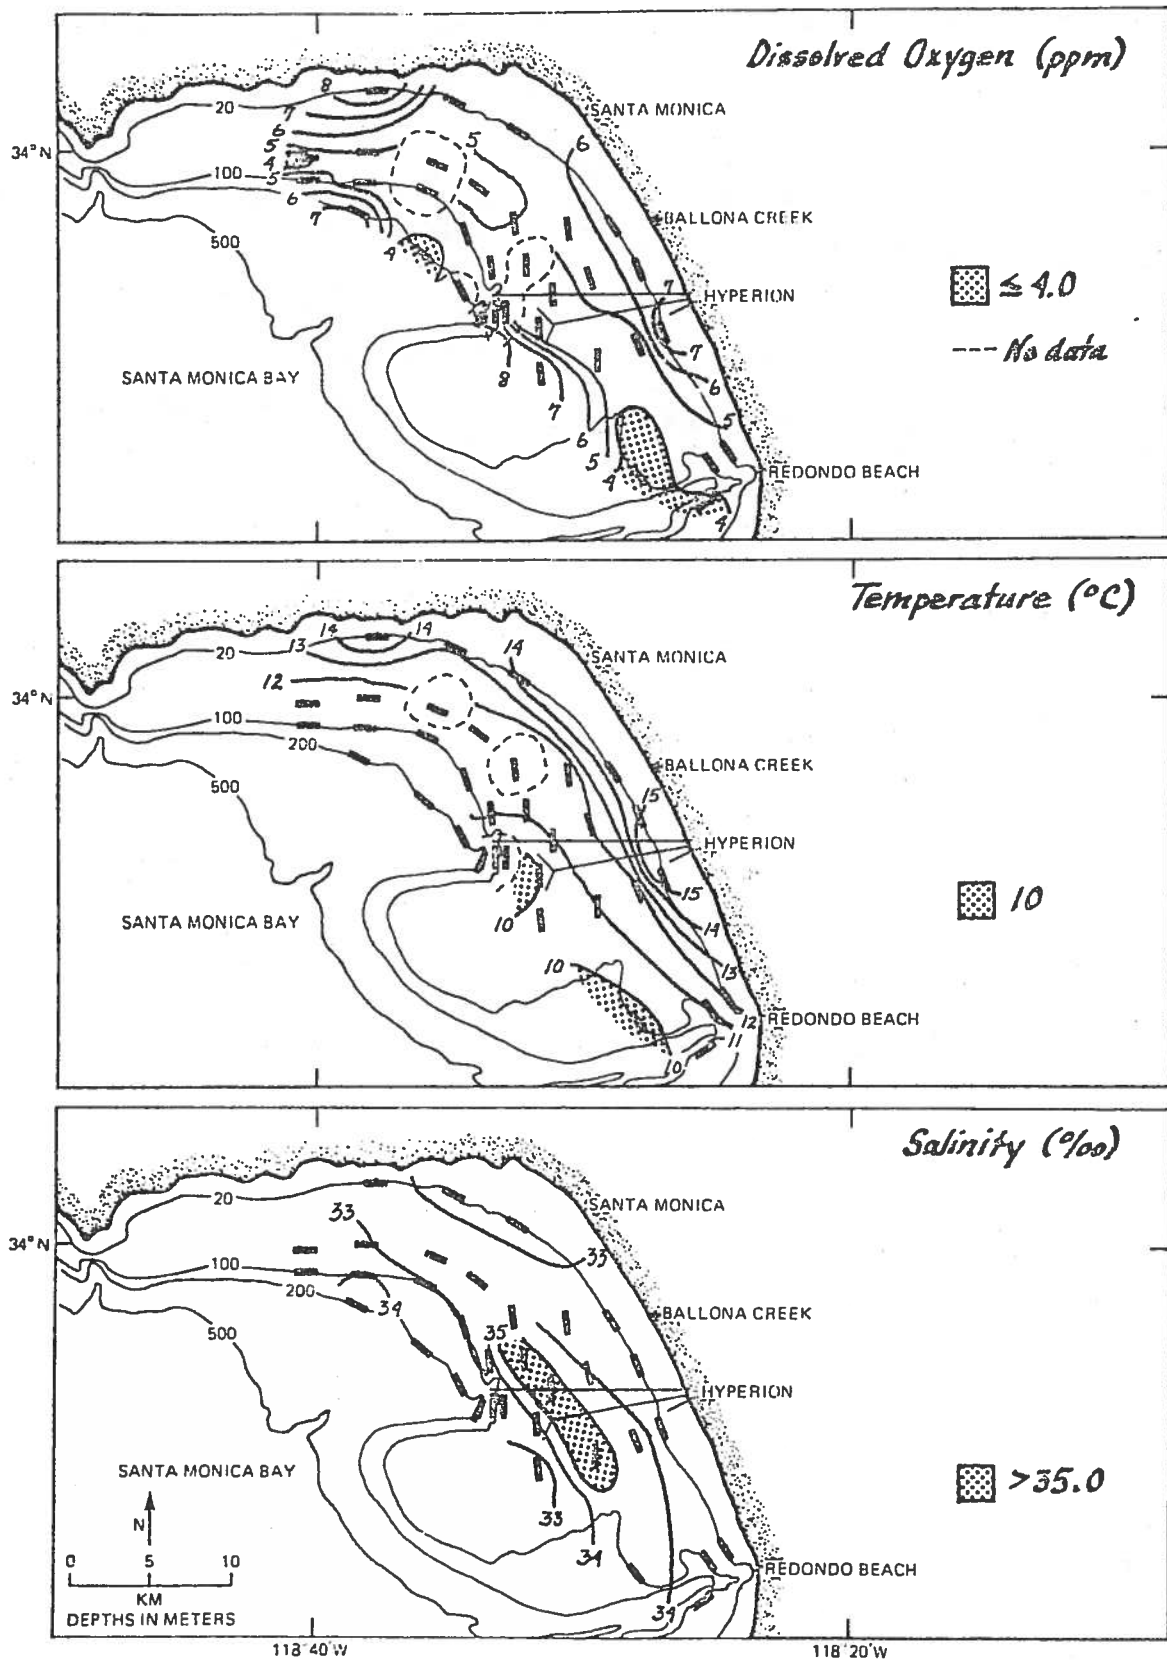 Dissolved Oxygen (ppm)
8
20
7
6
5
4
5
6
7
34°N
100
500
5
4
6
SANTA MONICA
BALLONA CREEK
HYPERION
7
7
6
5
≤ 4.0
--- No data
SANTA MONICA BAY
8
7
6
5
4
4
REDONDO BEACH
Temperature (°C)
14
14
13
20
14
SANTA MONICA
12
34°N
100
200
500
BALLONA CREEK
15
HYPERION
15
10
14
13
10
SANTA MONICA BAY
10
12
11
REDONDO BEACH
10
Salinity (‰)
20
SANTA MONICA
33
33
34°N
100
200
34
500
35
BALLONA CREEK
HYPERION
SANTA MONICA BAY
>35.0
N
33
34
34
0 5 10
KM
DEPTHS IN METERS
REDONDO BEACH
118°40'W
118°20'W